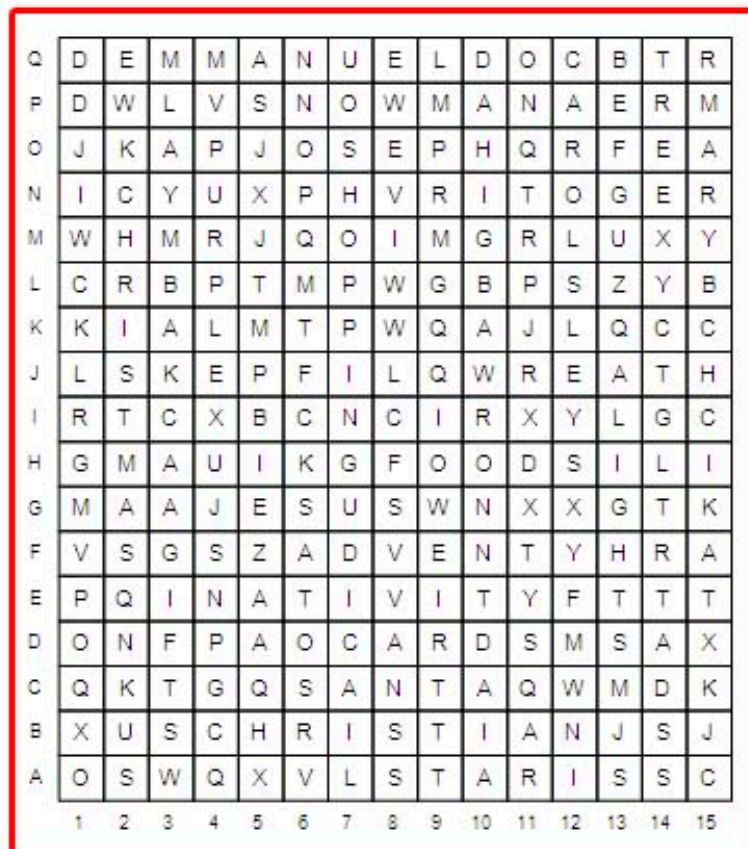 Q D E M M A N U E L D O C B T R
P D W L V S N O W M A N A E R M
O J K A P J O S E P H Q R F E A
N I C Y U X P H V R I T O G E R
M W H M R J Q O I M G R L U X Y
L C R B P T M P W G B P S Z Y B
K K I A L M T P W Q A J L Q C C
J L S K E P F I L Q W R E A T H
I R T C X B C N C I R X Y L G C
H G M A U I K G F O O D S I L I
G M A A J E S U S W N X X G T K
F V S G S Z A D V E N T Y H R A
E P Q I N A T I V I T Y F T T T
D O N F P A O C A R D S M S A X
C Q K T G Q S A N T A Q W M D K
B X U S C H R I S T I A N J S J
A O S W Q X V L S T A R I S S C
1 2 3 4 5 6 7 8 9 10 11 12 13 14 15